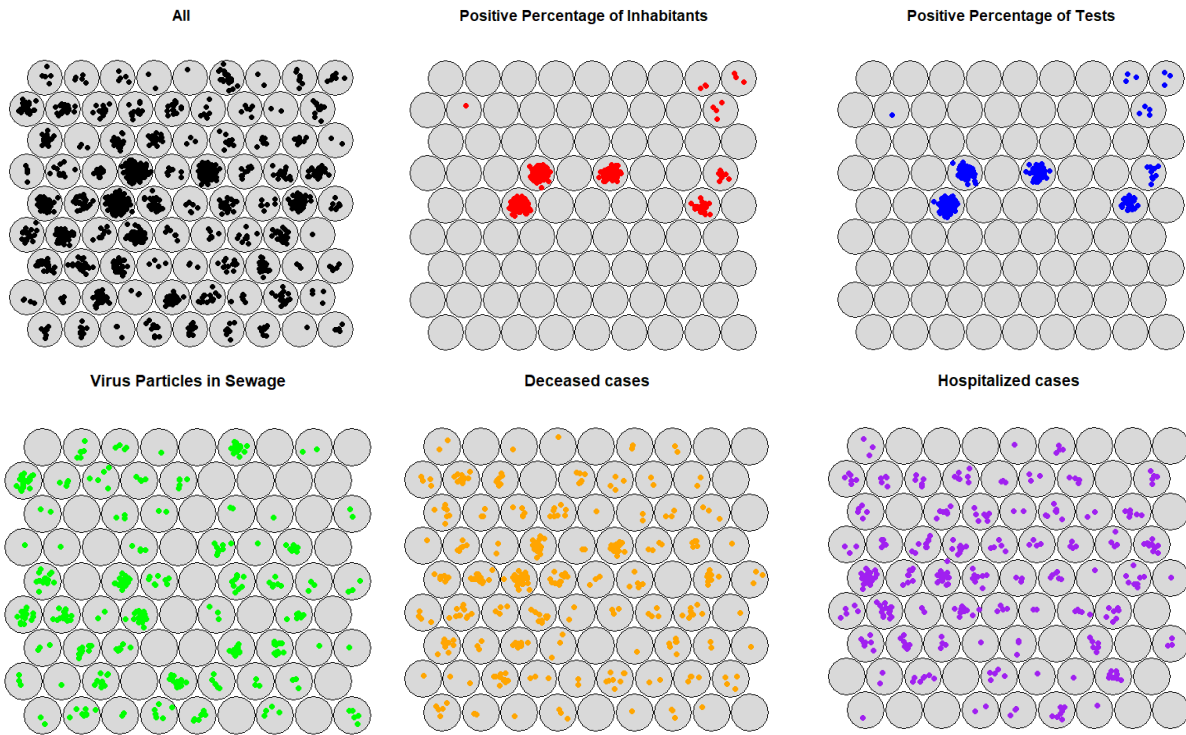 All
Positive Percentage of Inhabitants
Positive Percentage of Tests
Virus Particles in Sewage
Deceased cases
Hospitalized cases